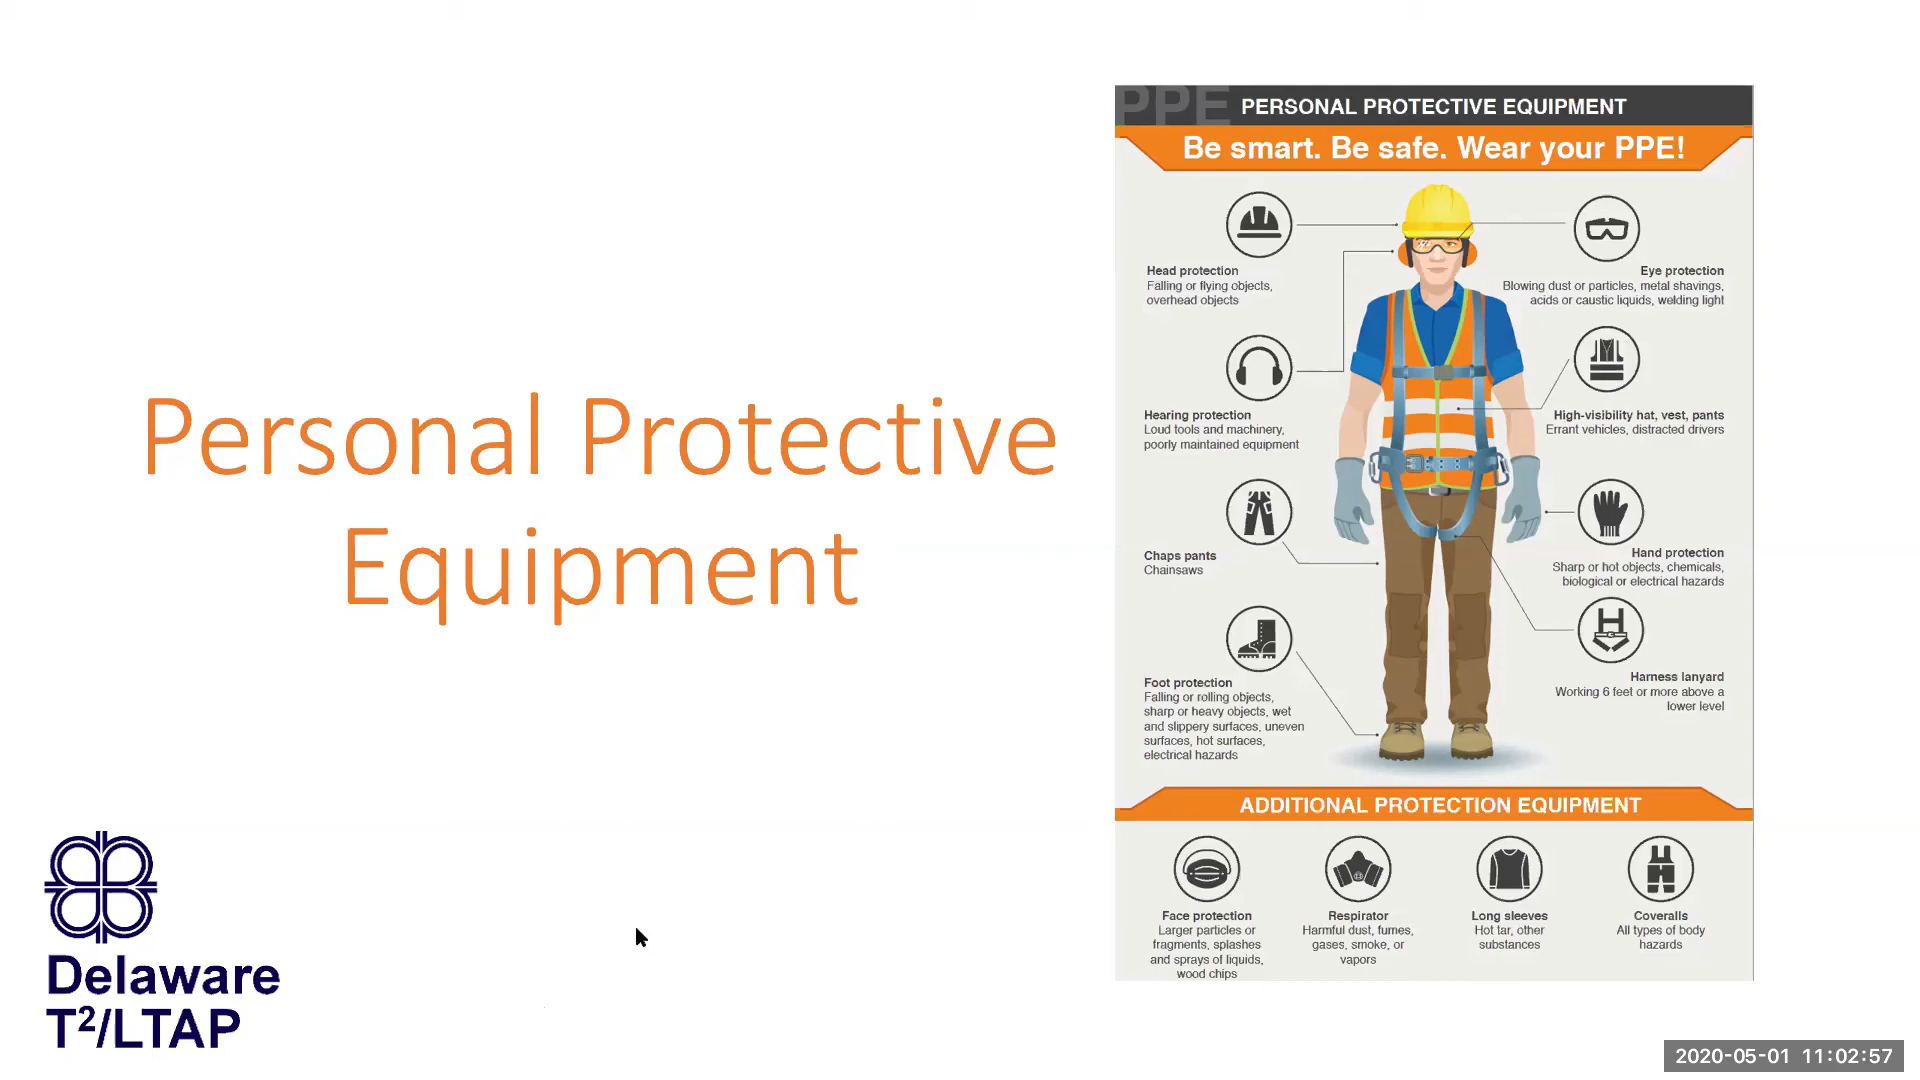 Personal Protective
Equipment
PPE
PERSONAL PROTECTIVE EQUIPMENT
Be smart. Be safe. Wear your PPE!
Head protection
Falling or flying objects,
overhead objects
Eye protection
Blowing dust or particles, metal shavings,
acids or caustic liquids, welding light
Hearing protection
Loud tools and machinery,
poorly maintained equipment
High-visibility hat, vest, pants
Errant vehicles, distracted drivers
Chaps pants
Chainsaws
Hand protection
Sharp or hot objects, chemicals,
biological or electrical hazards
Foot protection
Falling or rolling objects,
sharp or heavy objects, wet
and slippery surfaces, uneven
surfaces, hot surfaces,
electrical hazards
Harness lanyard
Working 6 feet or more above a
lower level
ADDITIONAL PROTECTION EQUIPMENT
Face protection
Larger particles or
fragments, splashes
and sprays of liquids,
wood chips
Respirator
Harmful dust, fumes,
gases, smoke, or
vapors
Long sleeves
Hot tar, other
substances
Coveralls
All types of body
hazards
Delaware
T²/LTAP
2020-05-01 11:02:57